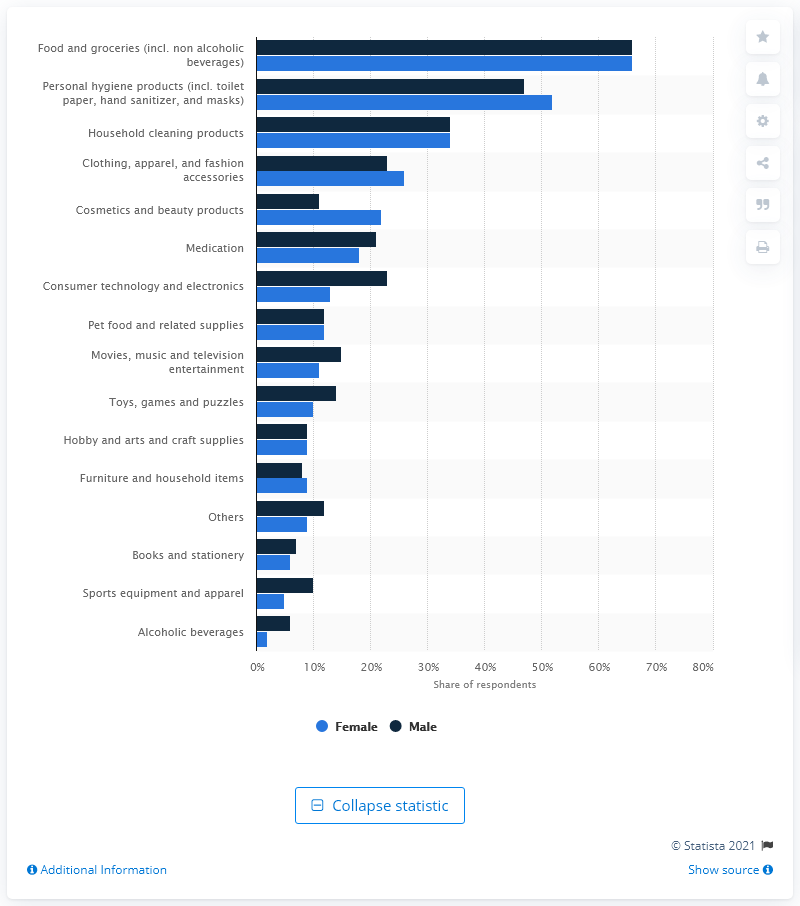 Food and groceries (incl. non alcoholic
beverages)
Personal hygiene products (incl. toilet
paper, hand sanitizer, and masks)
Household cleaning products
Clothing, apparel, and fashion
accessories
Cosmetics and beauty products
Medication
Consumer technology and electronics
Pet food and related supplies
Movies, music and television
entertainment
Toys, games and puzzles
Hobby and arts and craft supplies
Furniture and household items
Others
Books and stationery
Sports equipment and apparel
Alcoholic beverages
0% 10% 20% 30% 40% 50% 60% 70% 80%
Share of respondents
Female Male
Collapse statistic
© Statista 2021
Additional Information Show source